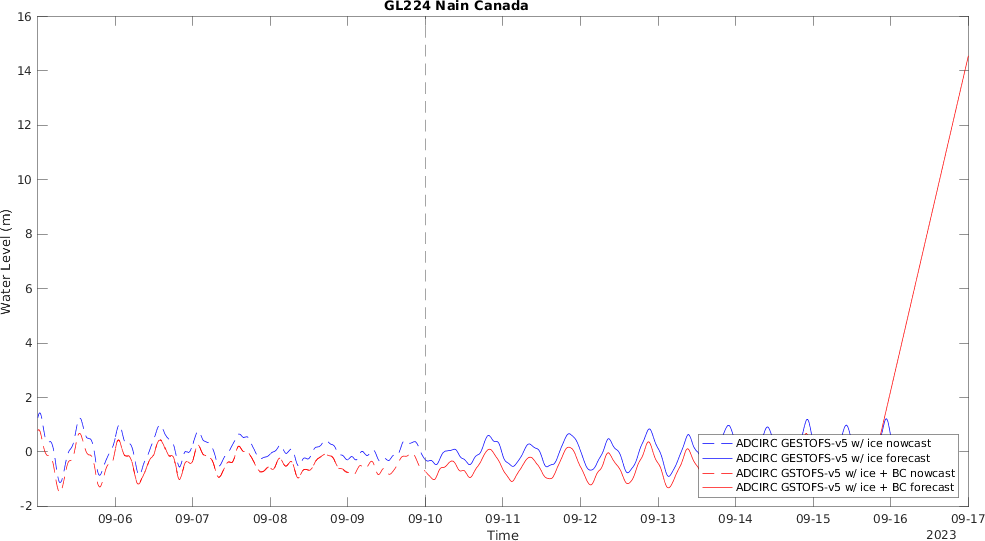 GL224 Nain Canada
16
14
12
10
8
6
4
2
0
-2
Water Level (m)
ADCIRC GESTOFS-v5 w/ ice nowcast
ADCIRC GESTOFS-v5 w/ ice forecast
ADCIRC GSTOFS-v5 w/ ice + BC nowcast
ADCIRC GSTOFS-v5 w/ ice + BC forecast
09-06 09-07 09-08 09-09 09-10 09-11 09-12 09-13 09-14 09-15 09-16 09-17
Time
2023